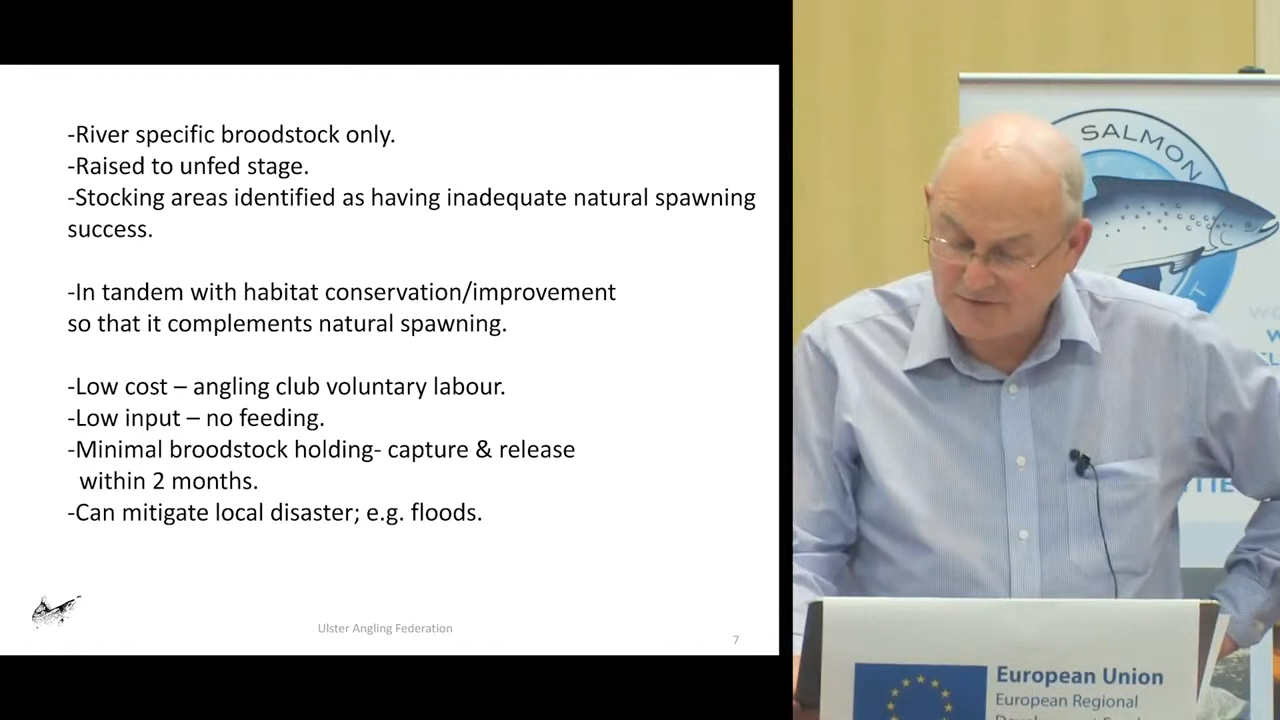 -River specific broodstock only.
-Raised to unfed stage.
-Stocking areas identified as having inadequate natural spawning
success.
-In tandem with habitat conservation/improvement
so that it complements natural spawning.
-Low cost – angling club voluntary labour.
-Low input – no feeding.
-Minimal broodstock holding- capture & release
within 2 months.
-Can mitigate local disaster; e.g. floods.
Ulster Angling Federation
7
SALMON
European Union
European Regional